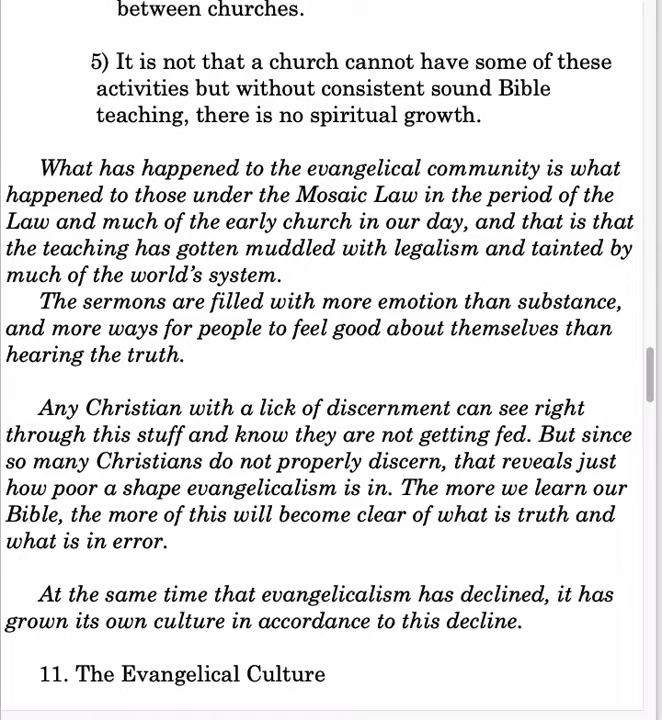 between churches.
5) It is not that a church cannot have some of these
activities but without consistent sound Bible
teaching, there is no spiritual growth.
What has happened to the evangelical community is what
happened to those under the Mosaic Law in the period of the
Law and much of the early church in our day, and that is that
the teaching has gotten muddled with legalism and tainted by
much of the world's system.
The sermons are filled with more emotion than substance,
and more ways for people to feel good about themselves than
hearing the truth.
Any Christian with a lick of discernment can see right
through this stuff and know they are not getting fed. But since
so many Christians do not properly discern, that reveals just
how poor a shape evangelicalism is in. The more we learn our
Bible, the more of this will become clear of what is truth and
what is in error.
At the same time that evangelicalism has declined, it has
grown its own culture in accordance to this decline.
11. The Evangelical Culture